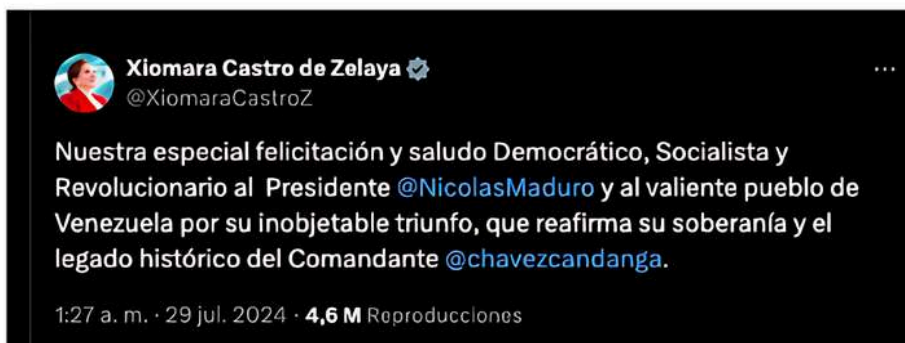 Xiomara Castro de Zelaya
@XiomaraCastroZ
Nuestra especial felicitación y saludo Democrático, Socialista y
Revolucionario al Presidente @NicolasMaduro y al valiente pueblo de
Venezuela por su inobjetable triunfo, que reafirma su soberanía y el
legado histórico del Comandante @chavezcandanga.
1:27 a. m. · 29 jul. 2024 · 4,6 M Reproducciones